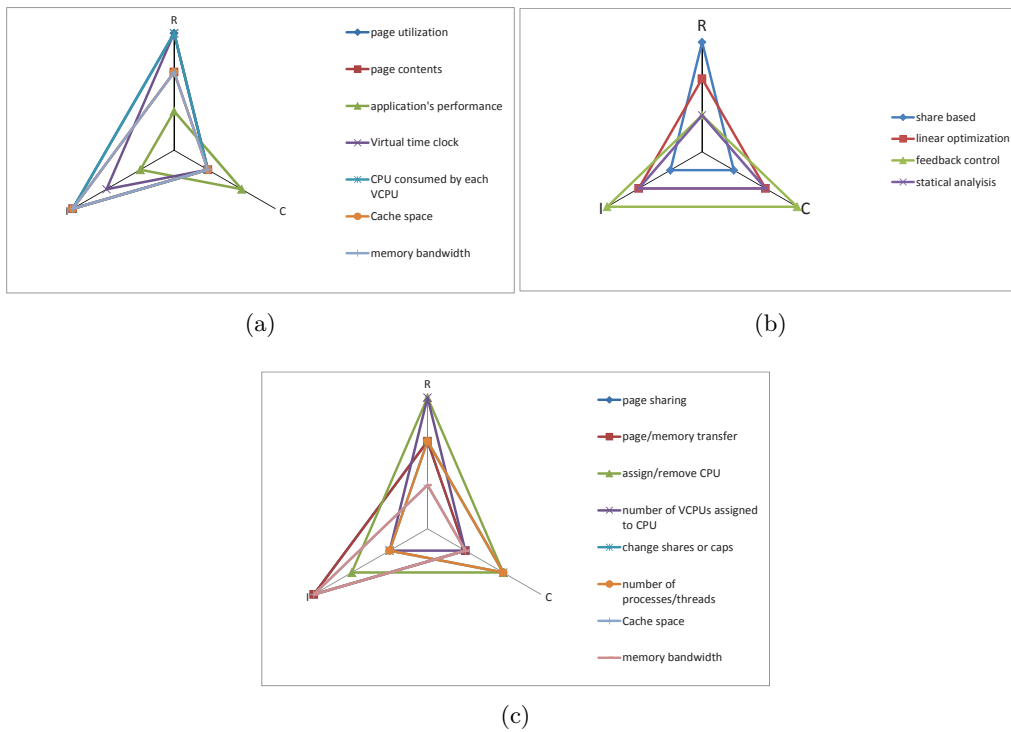 R
I
C
page utilization
page contents
application's performance
Virtual time clock
CPU consumed by each
VCPU
Cache space
memory bandwidth
(a)
R
I
C
share based
linear optimization
feedback control
statical analyisis
(b)
R
I
C
page sharing
page/memory transfer
assign/remove CPU
number of VCPUs assigned
to CPU
change shares or caps
number of
processes/threads
Cache space
memory bandwidth
(c)